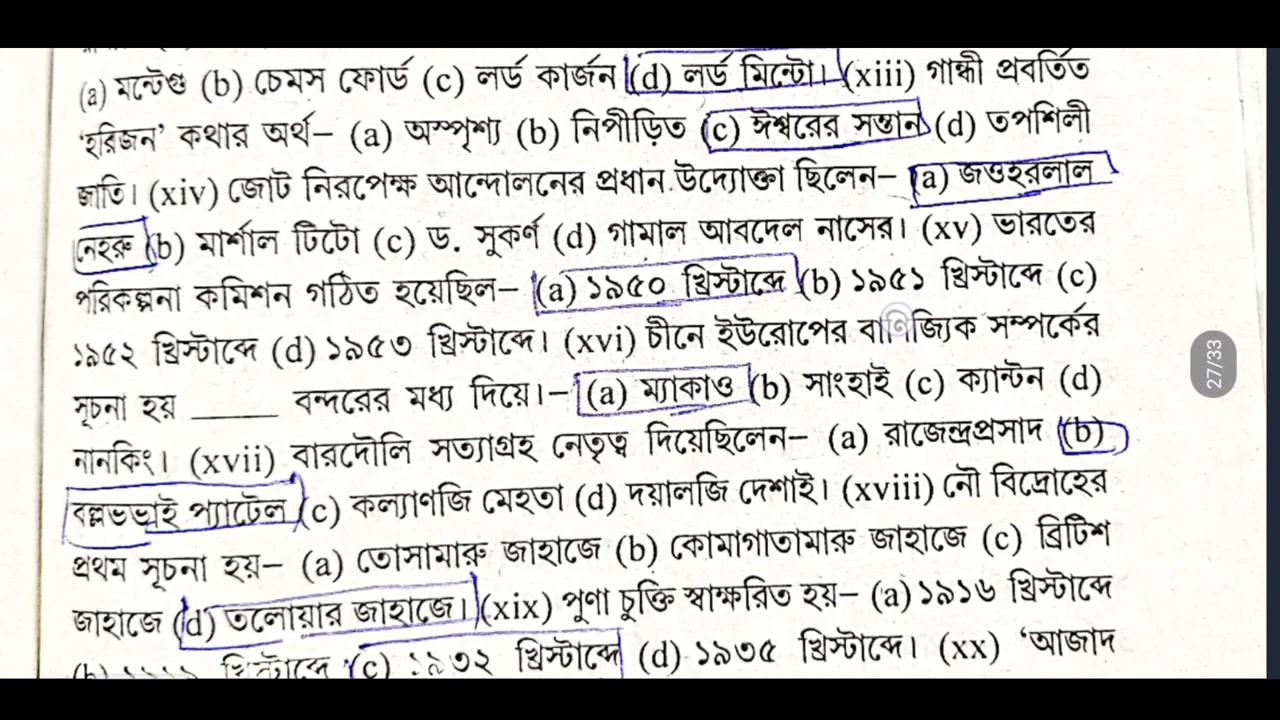 (a) মন্টেগু (b) চেমস ফোর্ড (c) লর্ড কার্জন (d) লর্ড মিন্টো। (xiii) গান্ধী প্রবর্তিত
‘হরিজন’ কথার অর্থ– (a) অস্পৃশ্য (b) নিপীড়িত (c) ঈশ্বরের সন্তান (d) তপশিলী
জাতি। (xiv) জোট নিরপেক্ষ আন্দোলনের প্রধান উদ্যোক্তা ছিলেন– (a) জওহরলাল
নেহরু (b) মার্শাল টিটো (c) ড. সুকর্ণ (d) গামাল আবদেল নাসের। (xv) ভারতের
পরিকল্পনা কমিশন গঠিত হয়েছিল– (a) ১৯৫০ খ্রিস্টাব্দে (b) ১৯৫১ খ্রিস্টাব্দে (c)
১৯৫২ খ্রিস্টাব্দে (d) ১৯৫৩ খ্রিস্টাব্দে। (xvi) চীনে ইউরোপের বাণিজ্যিক সম্পর্কের
সূচনা হয় _____ বন্দরের মধ্য দিয়ে।– (a) ম্যাকাও (b) সাংহাই (c) ক্যান্টন (d)
নানকিং। (xvii) বারদৌলি সত্যাগ্রহ নেতৃত্ব দিয়েছিলেন– (a) রাজেন্দ্রপ্রসাদ (b)
বল্লভভাই প্যাটেল (c) কল্যাণজি মেহতা (d) দয়ালজি দেশাই। (xviii) নৌ বিদ্রোহের
প্রথম সূচনা হয়– (a) তোসামারু জাহাজে (b) কোমাগাতামারু জাহাজে (c) ব্রিটিশ
জাহাজে (d) তলোয়ার জাহাজে। (xix) পুণা চুক্তি স্বাক্ষরিত হয়– (a) ১৯১৬ খ্রিস্টাব্দে
খ্রিস্টাব্দে (c) ১৯৩২ খ্রিস্টাব্দে (d) ১৯৩৫ খ্রিস্টাব্দে। (xx) ‘আজাদ
27/33